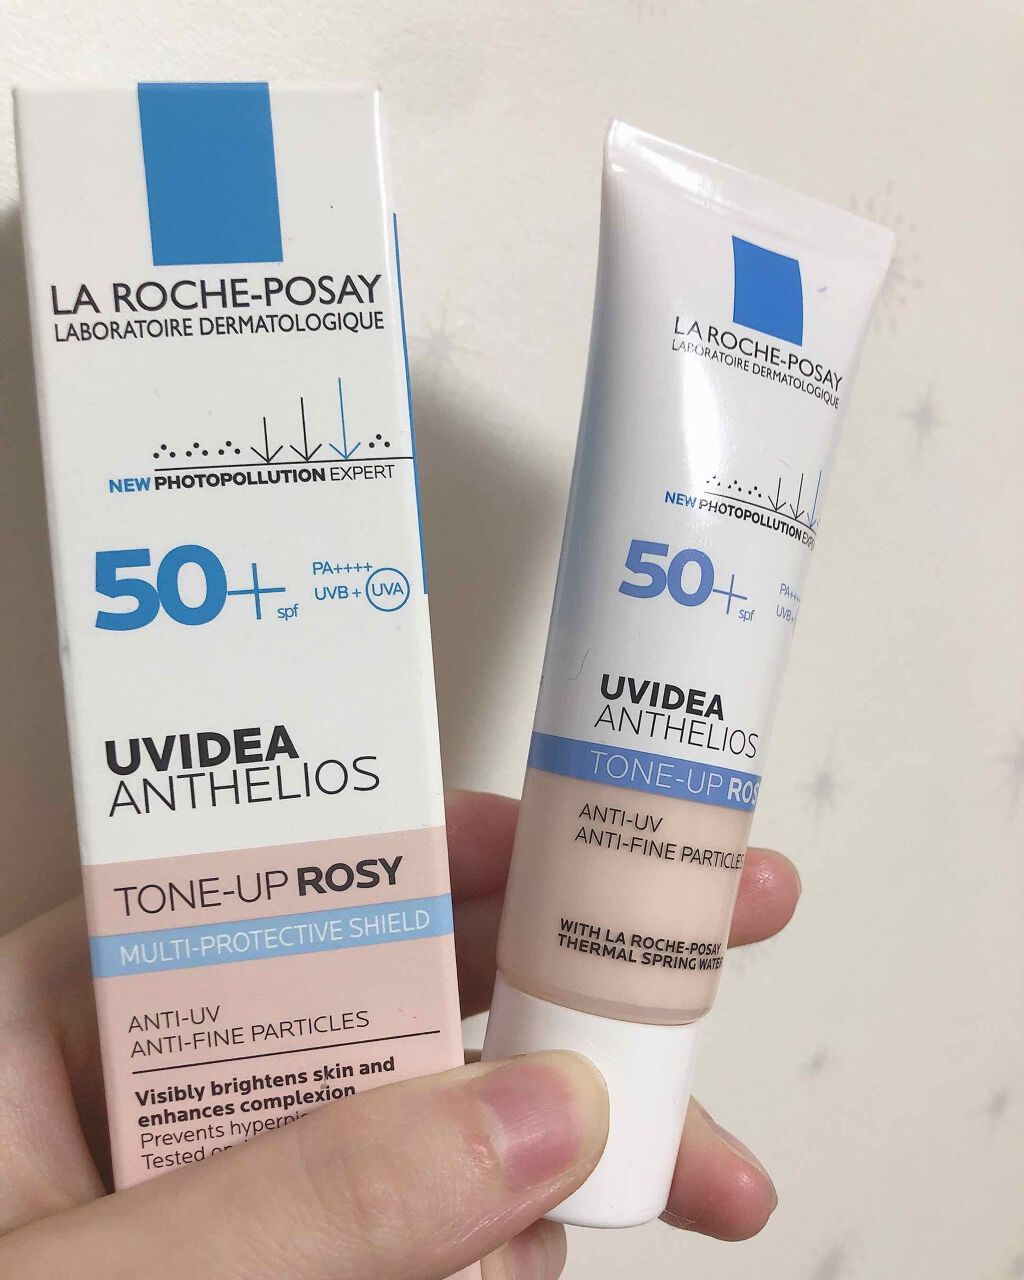 LA ROCHE-POSAY
LABORATOIRE DERMATOLOGIQUE
NEW PHOTOPOLLUTION EXPERT
50+ spf
PA++++
UVB + UVA
UVIDEA
ANTHELIOS
TONE-UP ROSY
MULTI-PROTECTIVE SHIELD
ANTI-UV
ANTI-FINE PARTICLES
Visibly brightens skin and
enhances complexion
Prevents
Tested
LA ROCHE-POSAY
LABORATOIRE DERMATOLOGIQUE
NEW PHOTOPOLLUTION
50+ spf
UVB +
UVIDEA
ANTHELIOS
TONE-UP ROS
ANTI-UV
ANTI-FINE PARTICLES
WITH LA ROCHE-POSAY
THERMAL SPRING WATER